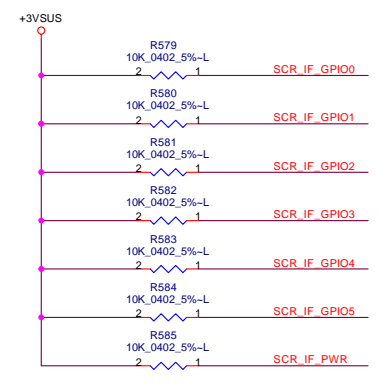 +3VSUS
R579
10K_0402_5%~L
2 1 SCR_IF_GPIO0
R580
10K_0402_5%~L
2 1 SCR_IF_GPIO1
R581
10K_0402_5%~L
2 1 SCR_IF_GPIO2
R582
10K_0402_5%~L
2 1 SCR_IF_GPIO3
R583
10K_0402_5%~L
2 1 SCR_IF_GPIO4
R584
10K_0402_5%~L
2 1 SCR_IF_GPIO5
R585
10K_0402_5%~L
2 1 SCR_IF_PWR